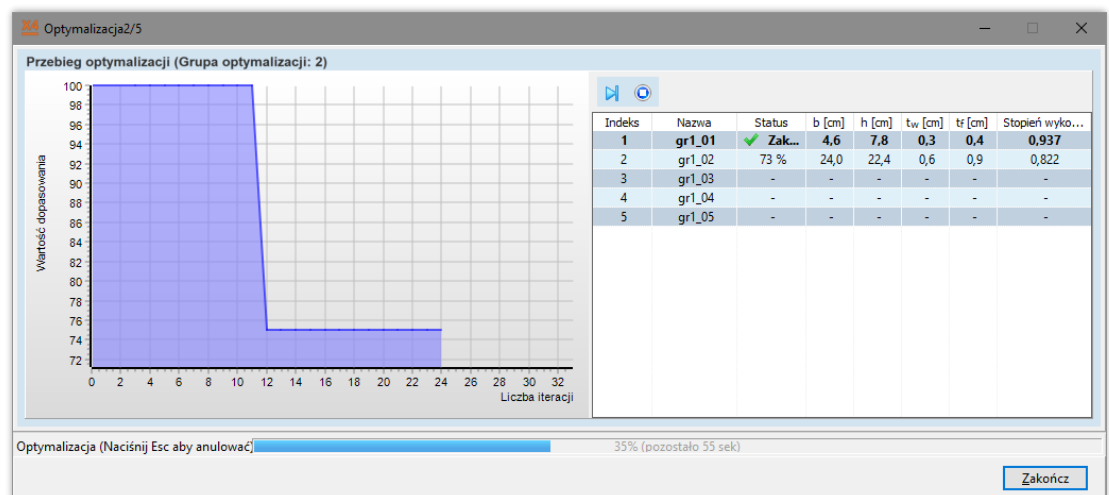 X4 Optymalizacja2/5
Przebieg optymalizacji (Grupa optymalizacji: 2)
Wartość dopasowania
100
98
96
94
92
90
88
86
84
82
80
78
76
74
72
0 2 4 6 8 10 12 14 16 18 20 22 24 26 28 30 32
Liczba iteracji
Indeks Nazwa Status b [cm] h [cm] tw [cm] tf [cm] Stopień wyko...
1 gr1_01 Zak... 4,6 7,8 0,3 0,4 0,937
2 gr1_02 73 % 24,0 22,4 0,6 0,9 0,822
3 gr1_03 - - - - - -
4 gr1_04 - - - - - -
5 gr1_05 - - - - - -
Optymalizacja (Naciśnij Esc aby anulować) 35% (pozostało 55 sek)
Zakończ